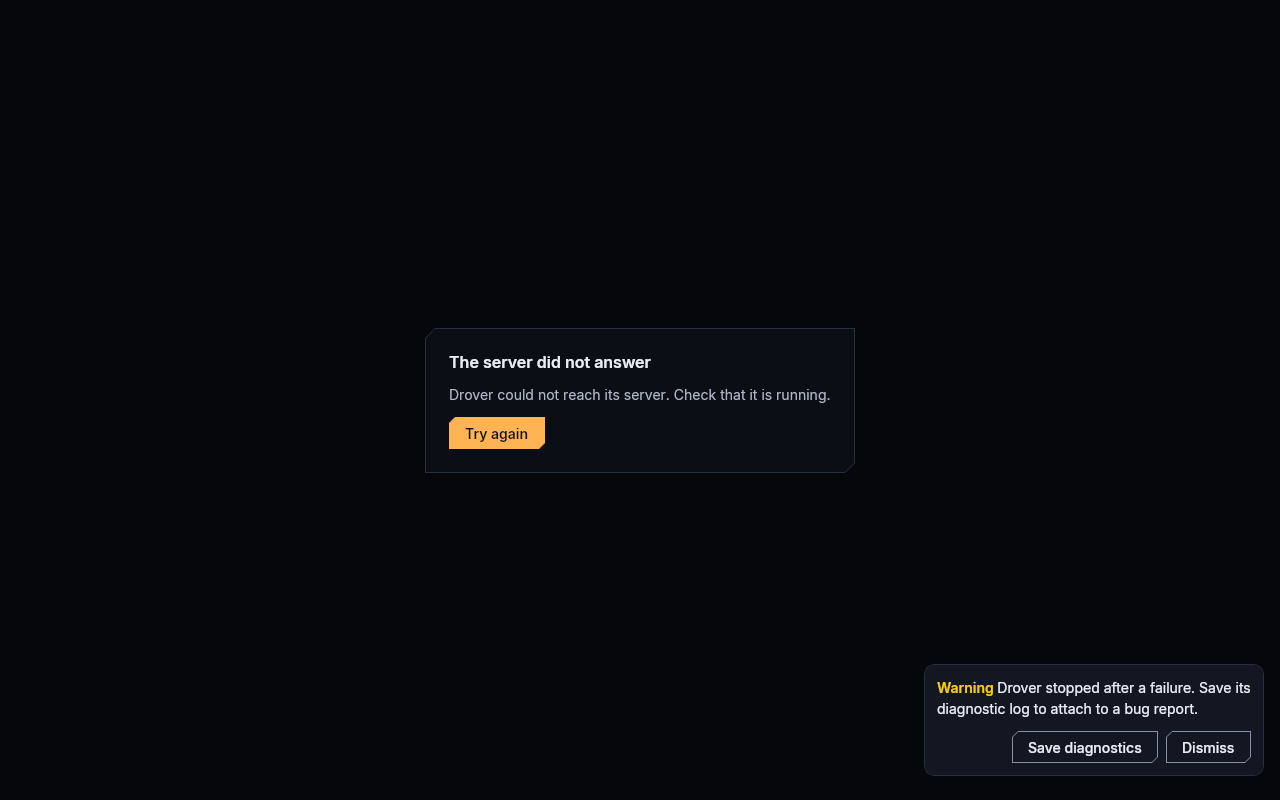 The server did not answer
Drover could not reach its server. Check that it is running.
Try again
Warning Drover stopped after a failure. Save its
diagnostic log to attach to a bug report.
Save diagnostics
Dismiss